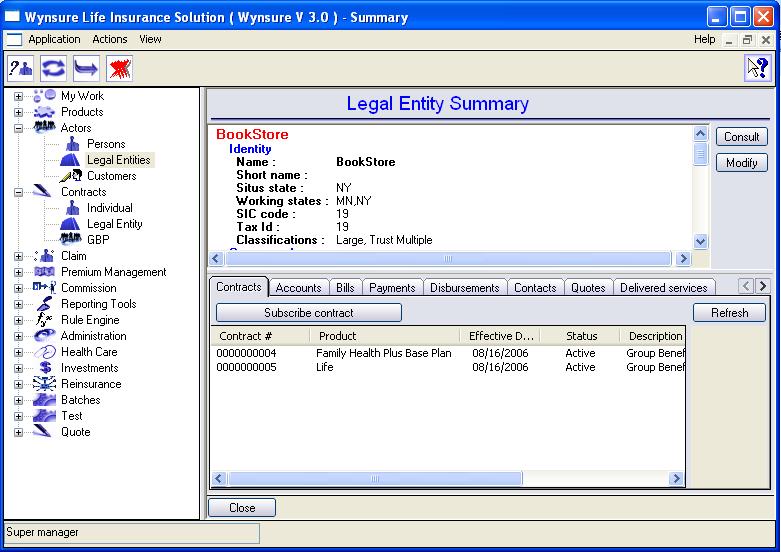 Wynsure Life Insurance Solution ( Wynsure V 3.0 ) - Summary
Application Actions View Help
My Work
Products
Actors
Persons
Legal Entities
Customers
Contracts
Individual
Legal Entity
GBP
Claim
Premium Management
Commission
Reporting Tools
Rule Engine
Administration
Health Care
Investments
Reinsurance
Batches
Test
Quote
Legal Entity Summary
BookStore
Identity
Name : BookStore
Short name :
Situs state : NY
Working states : MN,NY
SIC code : 19
Tax Id : 19
Classifications : Large, Trust Multiple
Consult
Modify
Contracts Accounts Bills Payments Disbursements Contacts Quotes Delivered services
Subscribe contract Refresh
Contract # Product Effective D... Status Description
0000000004 Family Health Plus Base Plan 08/16/2006 Active Group Benef
0000000005 Life 08/16/2006 Active Group Benef
Close
Super manager